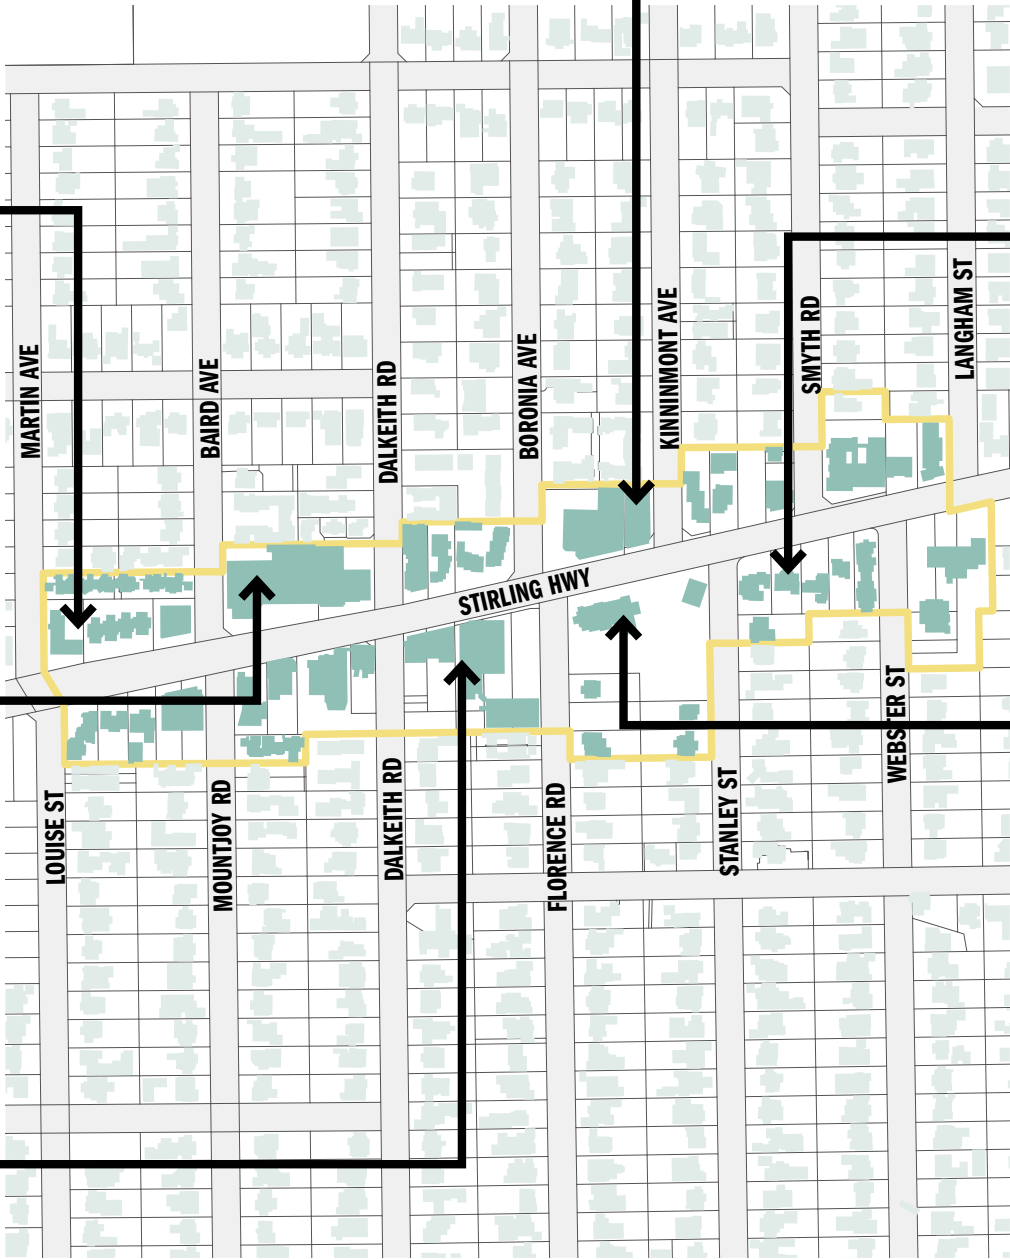 LANGHAM ST
KINNINMONT AVE
SMYTH RD
BORONIA AVE
MARTIN AVE
BAIRD AVE
DALKEITH RD
STIRLING HWY
WEBSTER ST
DALKEITH RD
STANLEY ST
MOUNTJOY RD
FLORENCE RD
LOUISE ST